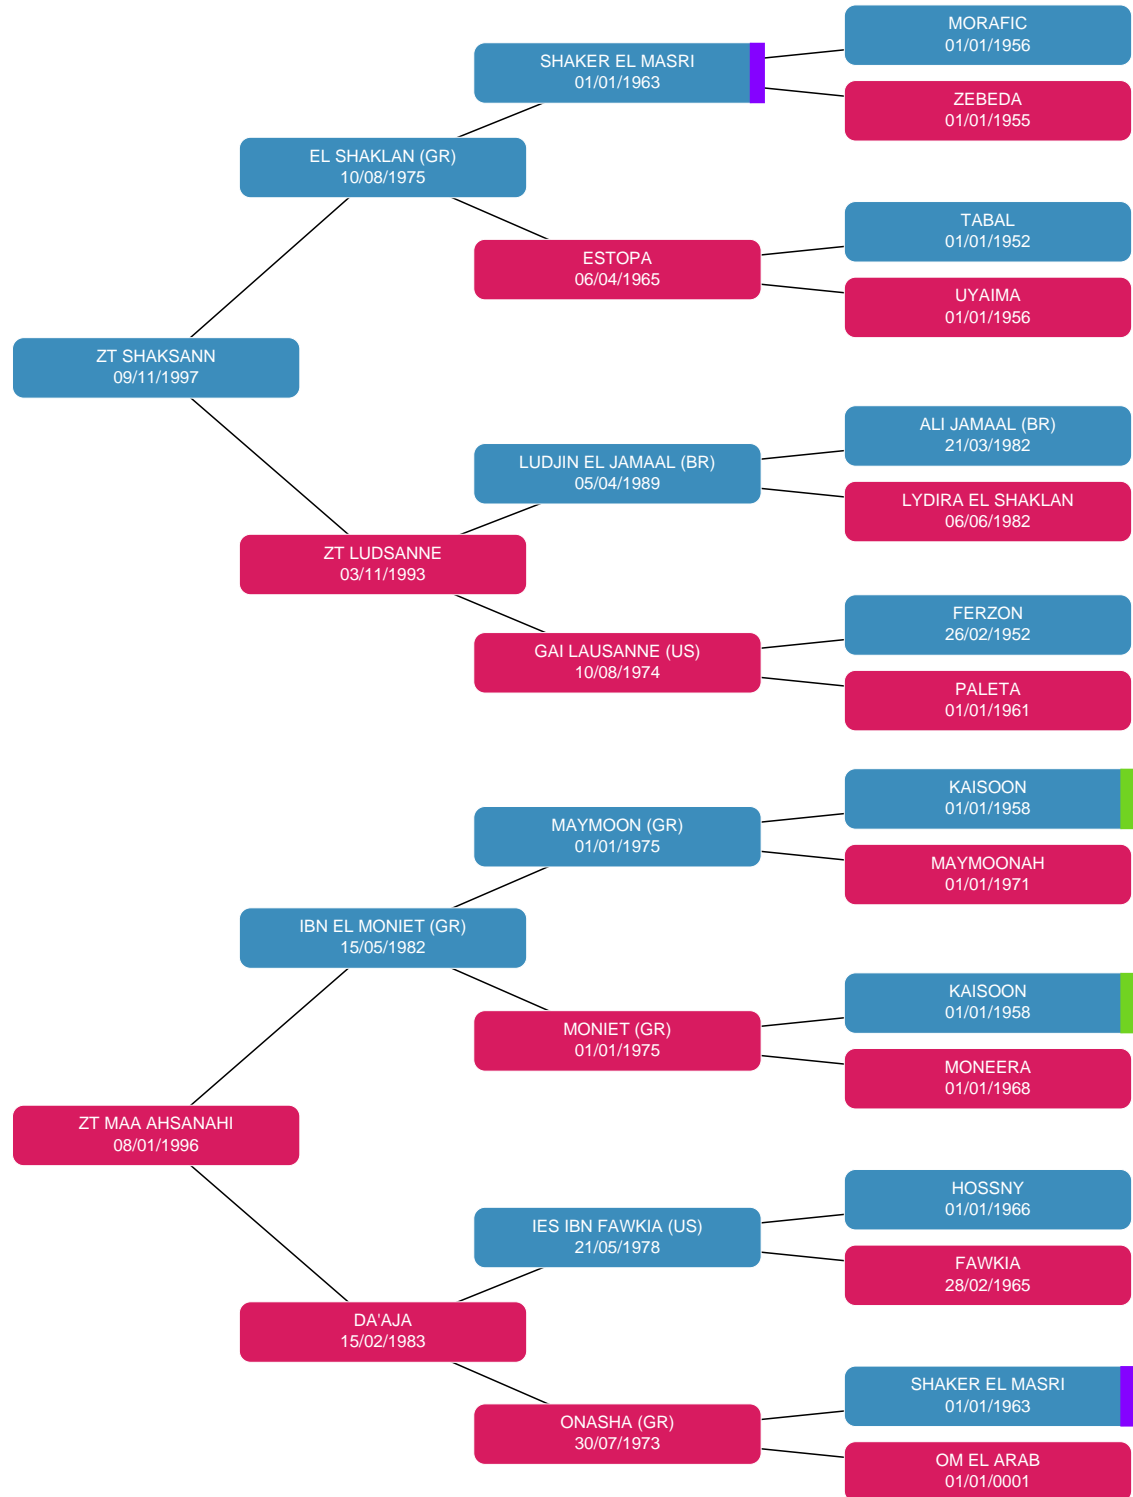 MORAFIC
01/01/1956
SHAKER EL MASRI
01/01/1963
ZEBEDA
01/01/1955
EL SHAKLAN (GR)
10/08/1975
TABAL
01/01/1952
ESTOPA
06/04/1965
UYAIMA
01/01/1956
ZT SHAKSANN
09/11/1997
ALI JAMAAL (BR)
21/03/1982
LUDJIN EL JAMAAL (BR)
05/04/1989
LYDIRA EL SHAKLAN
06/06/1982
ZT LUDSANNE
03/11/1993
FERZON
26/02/1952
GAI LAUSANNE (US)
10/08/1974
PALETA
01/01/1961
KAISOON
01/01/1958
MAYMOON (GR)
01/01/1975
MAYMOONAH
01/01/1971
IBN EL MONIET (GR)
15/05/1982
KAISOON
01/01/1958
MONIET (GR)
01/01/1975
MONEERA
01/01/1968
ZT MAA AHSANAHI
08/01/1996
HOSSNY
01/01/1966
IES IBN FAWKIA (US)
21/05/1978
FAWKIA
28/02/1965
DA'AJA
15/02/1983
SHAKER EL MASRI
01/01/1963
ONASHA (GR)
30/07/1973
OM EL ARAB
01/01/0001